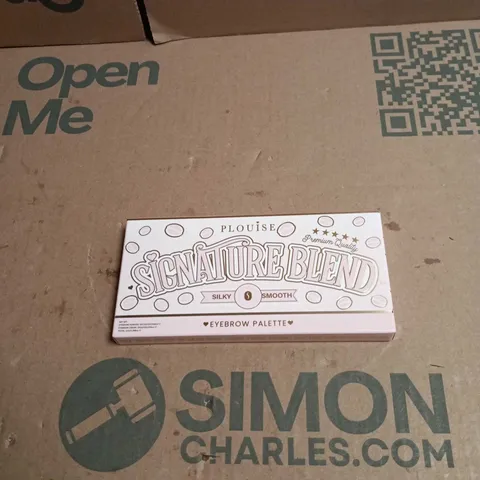 Open
Me
PLOUISE
★★★★★
Premium Quality
SIGNATURE BLEND
SILKY SMOOTH
♥EYEBROW PALETTE♥
SIMON
CHARLES.COM